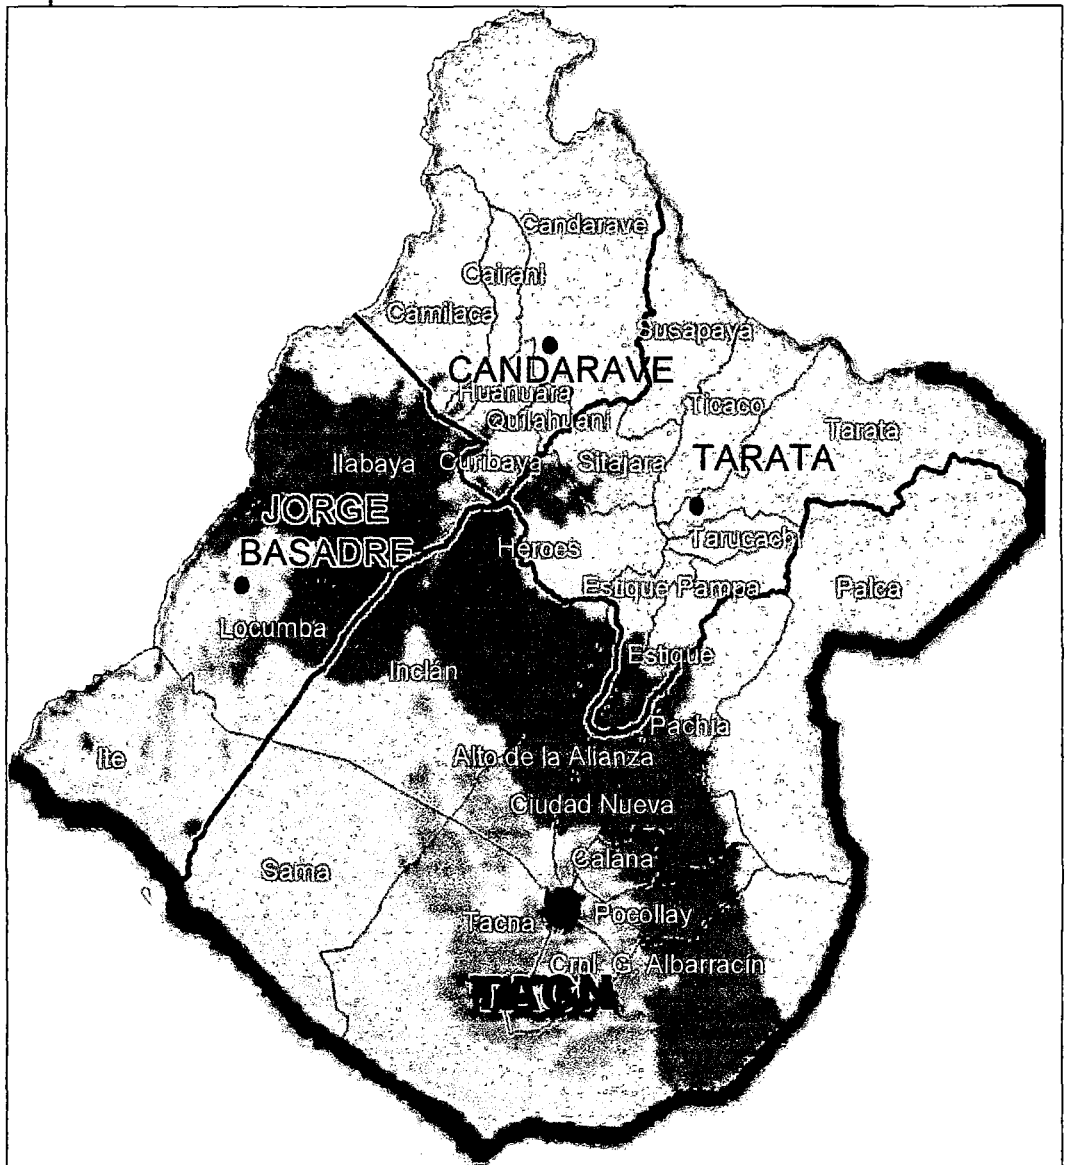 Candarave
Cairani
Camilaca
Susapaya
CANDARAVE
Huanuara
Ticaco
Quilahuani
Tarata
Ilabaya
Curibaya
Sitajara
TARATA
JORGE
BASADRE
Heroes
Tarucach
Estique Pampa
Palca
Locumba
Estique
Inclán
Pachia
Ite
Alto de la Alianza
Ciudad Nueva
Calana
Sama
Tacna
Pocollay
Crnl. G. Albarracín